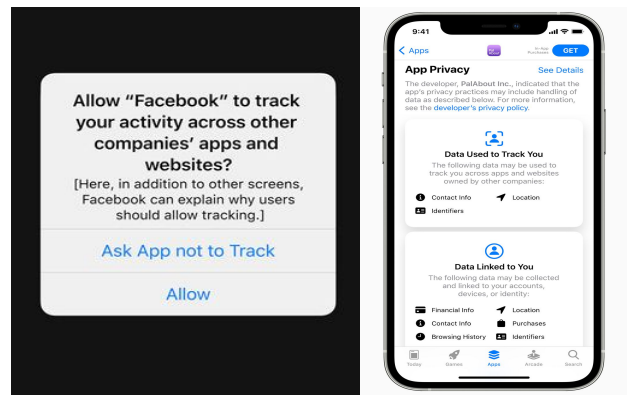 Allow “Facebook” to track
your activity across other
companies’ apps and
websites?
[Here, in addition to other screens,
Facebook can explain why users
should allow tracking.]
Ask App not to Track
Allow
9:41
Apps
In-App
Purchases
GET
App Privacy
See Details
The developer, PalAbout Inc., indicated that the
app’s privacy practices may include handling of
data as described below. For more information,
see the developer’s privacy policy.
Data Used to Track You
The following data may be used to
track you across apps and websites
owned by other companies:
Contact Info
Location
Identifiers
Data Linked to You
The following data may be collected
and linked to your accounts,
devices, or identity:
Financial Info
Location
Contact Info
Purchases
Browsing History
Identifiers
Today
Games
Apps
Arcade
Search